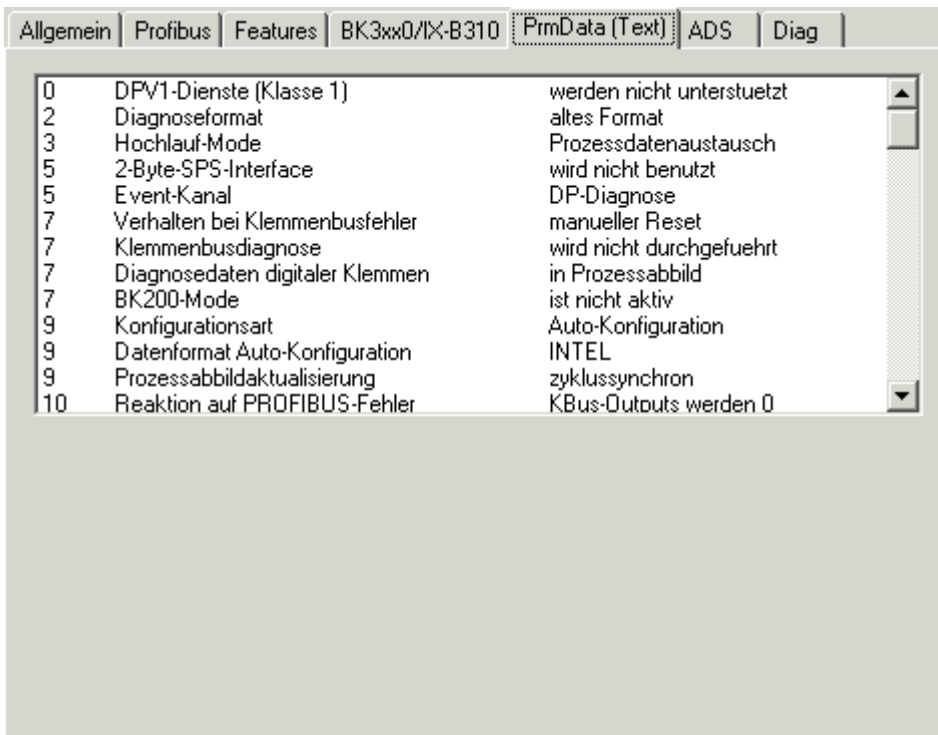 Allgemein Profibus Features BK3xx0/IX-B310 PrmData (Text) ADS Diag
0 DPV1-Dienste (Klasse 1) werden nicht unterstuetzt
2 Diagnoseformat altes Format
3 Hochlauf-Mode Prozessdatenaustausch
5 2-Byte-SPS-Interface wird nicht benutzt
5 Event-Kanal DP-Diagnose
7 Verhalten bei Klemmenbusfehler manueller Reset
7 Klemmenbusdiagnose wird nicht durchgefuehrt
7 Diagnosedaten digitaler Klemmen in Prozessabbild
7 BK200-Mode ist nicht aktiv
9 Konfigurationsart Auto-Konfiguration
9 Datenformat Auto-Konfiguration INTEL
9 Prozessabbildaktualisierung zyklussynchron
10 Reaktion auf PROFIBUS-Fehler KBus-Outputs werden 0